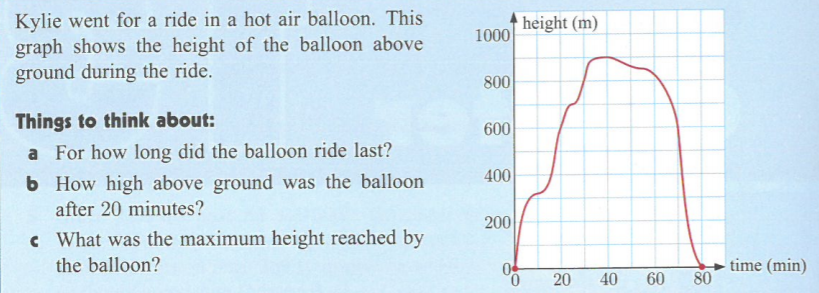 Kylie went for a ride in a hot air balloon. This
graph shows the height of the balloon above
ground during the ride.
Things to think about:
a For how long did the balloon ride last?
b How high above ground was the balloon
after 20 minutes?
c What was the maximum height reached by
the balloon?
height (m)
1000
800
600
400
200
0
0 20 40 60 80
time (min)